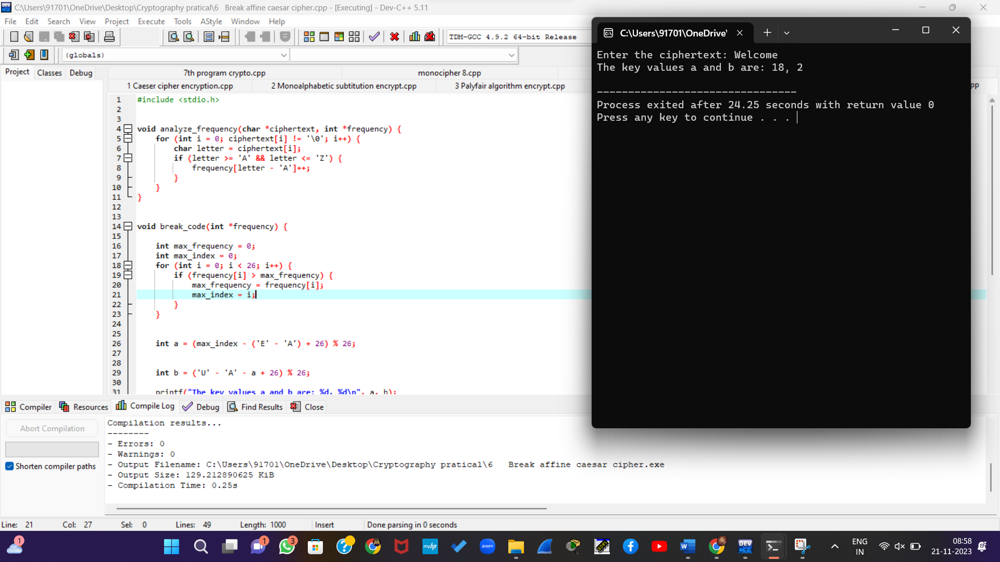 C:\Users\91701\OneDrive\Desktop\Cryptography pratical\6 Break affine caesar cipher.cpp - [Executing] - Dev-C++ 5.11
File Edit Search View Project Execute Tools AStyle Window Help
TDM-GCC 4.9.2 64-bit Release
(globals)
Project Classes Debug
7th program crypto.cpp monocipher 8.cpp
1 Caeser cipher encryption.cpp 2 Monoalphabetic subtitution encrypt.cpp 3 Palyfair algorithm encrypt.cpp pp
1 #include <stdio.h>
2
3
4 void analyze_frequency(char *ciphertext, int *frequency) {
5 for (int i = 0; ciphertext[i] != '\0'; i++) {
6 char letter = ciphertext[i];
7 if (letter >= 'A' && letter <= 'Z') {
8 frequency[letter - 'A']++;
9 }
10 }
11 }
12
13
14 void break_code(int *frequency) {
15
16 int max_frequency = 0;
17 int max_index = 0;
18 for (int i = 0; i < 26; i++) {
19 if (frequency[i] > max_frequency) {
20 max_frequency = frequency[i];
21 max_index = i;
22 }
23 }
24
25
26 int a = (max_index - ('E' - 'A') + 26) % 26;
27
28
29 int b = ('U' - 'A' - a + 26) % 26;
30
31 printf("The key values a and b are: %d, %d\n", a, b);
C:\Users\91701\OneDrive\
Enter the ciphertext: Welcome
The key values a and b are: 18, 2
--------------------------------
Process exited after 24.25 seconds with return value 0
Press any key to continue . . .
Compiler Resources Compile Log Debug Find Results Close
Abort Compilation
Shorten compiler paths
Compilation results...
--------
- Errors: 0
- Warnings: 0
- Output Filename: C:\Users\91701\OneDrive\Desktop\Cryptography pratical\6 Break affine caesar cipher.exe
- Output Size: 129.212890625 KiB
- Compilation Time: 0.25s
Line: 21 Col: 27 Sel: 0 Lines: 49 Length: 1000 Insert Done parsing in 0 seconds
1 1 3 myhp zoom W DEV C++
ENG
IN
08:58
21-11-2023